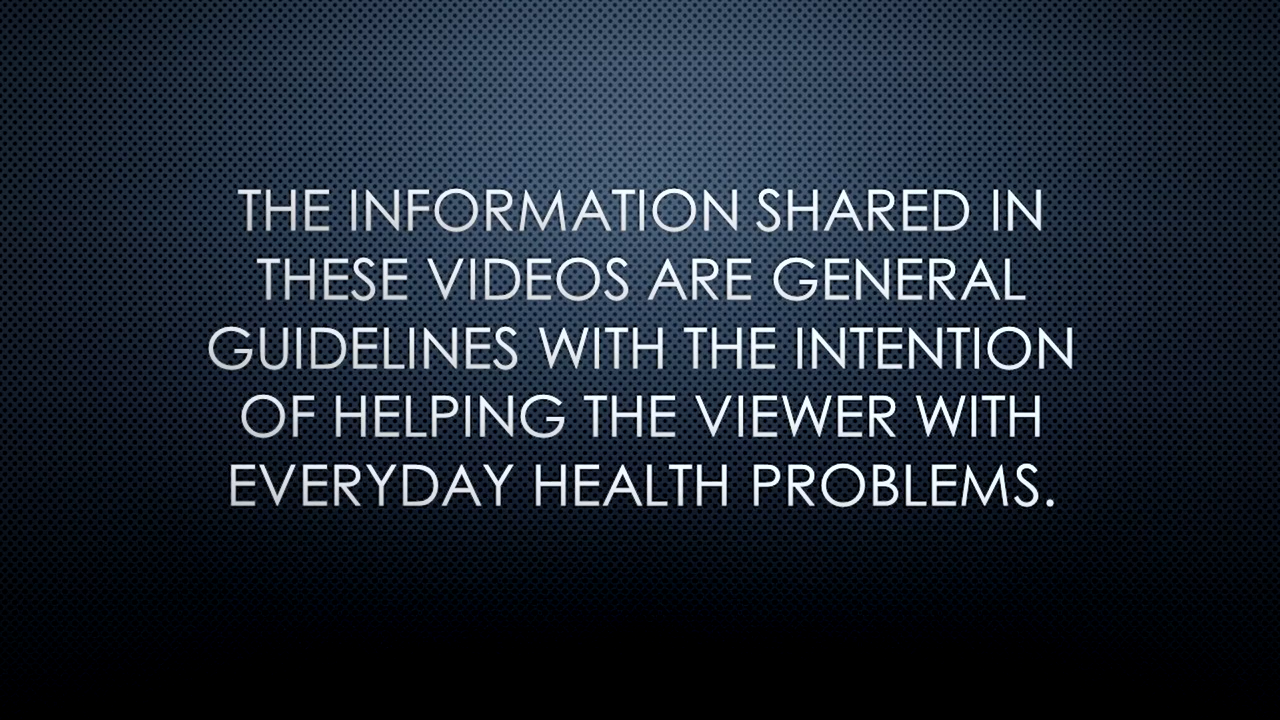 THE INFORMATION SHARED IN
THESE VIDEOS ARE GENERAL
GUIDELINES WITH THE INTENTION
OF HELPING THE VIEWER WITH
EVERYDAY HEALTH PROBLEMS.